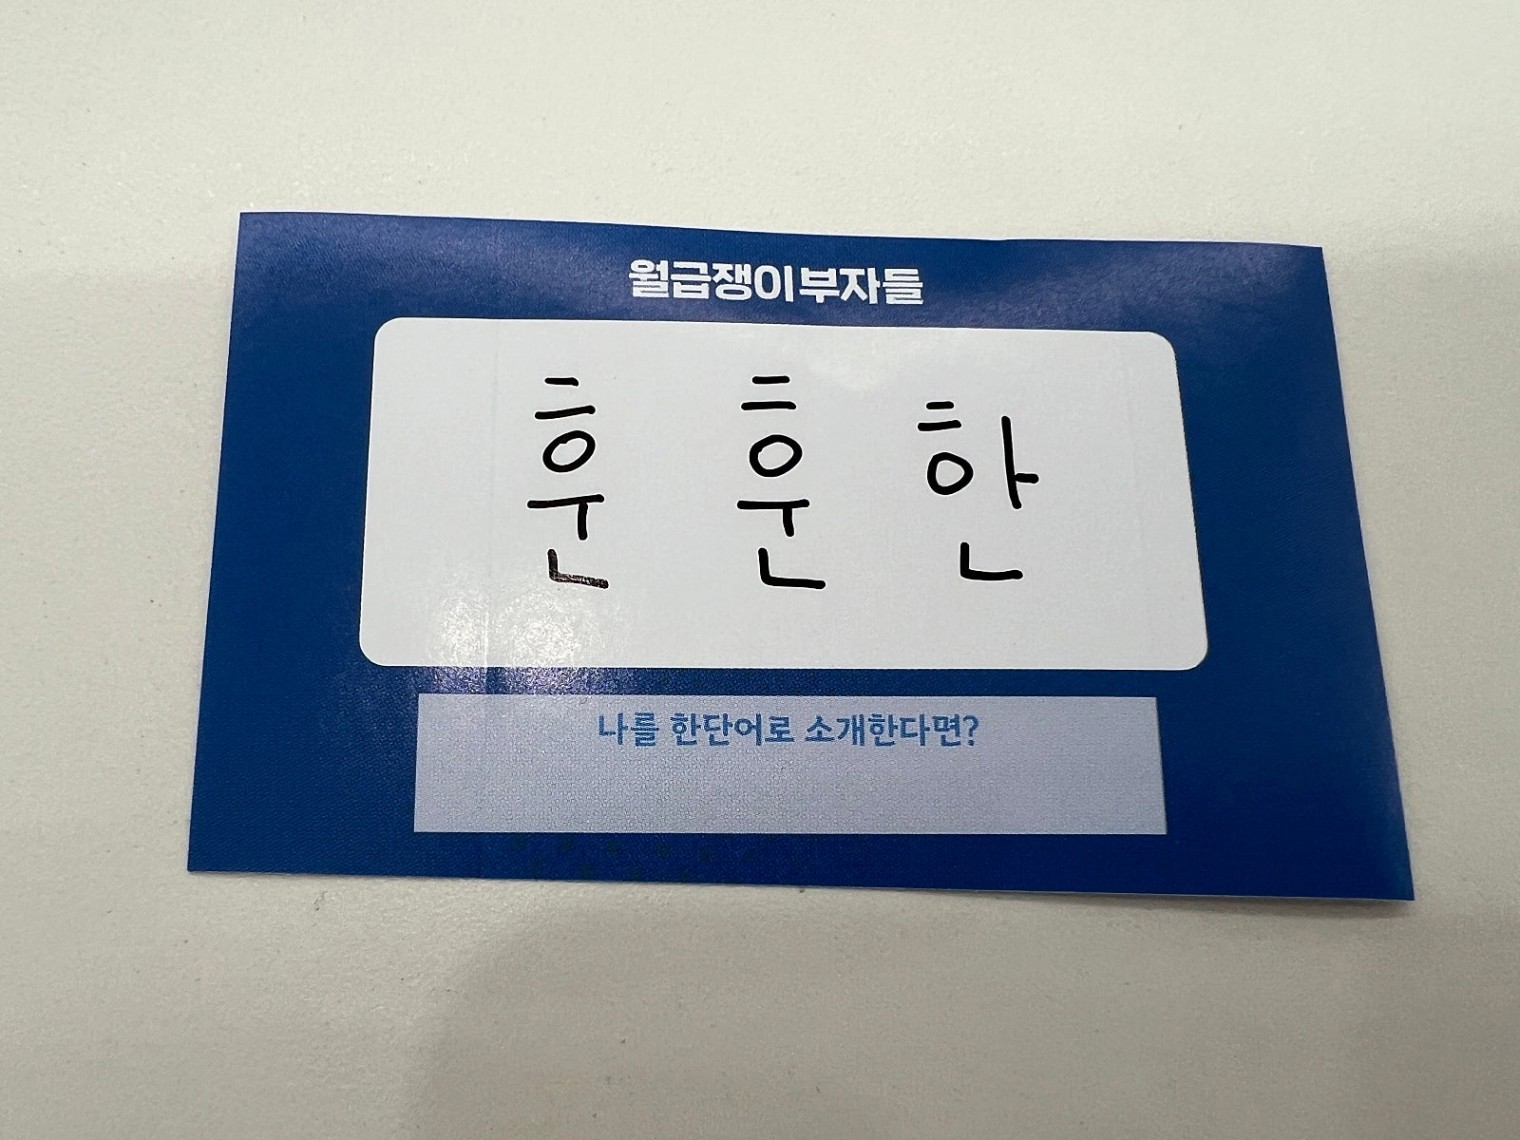 월급쟁이부자들
훈훈한
나를 한단어로 소개한다면?